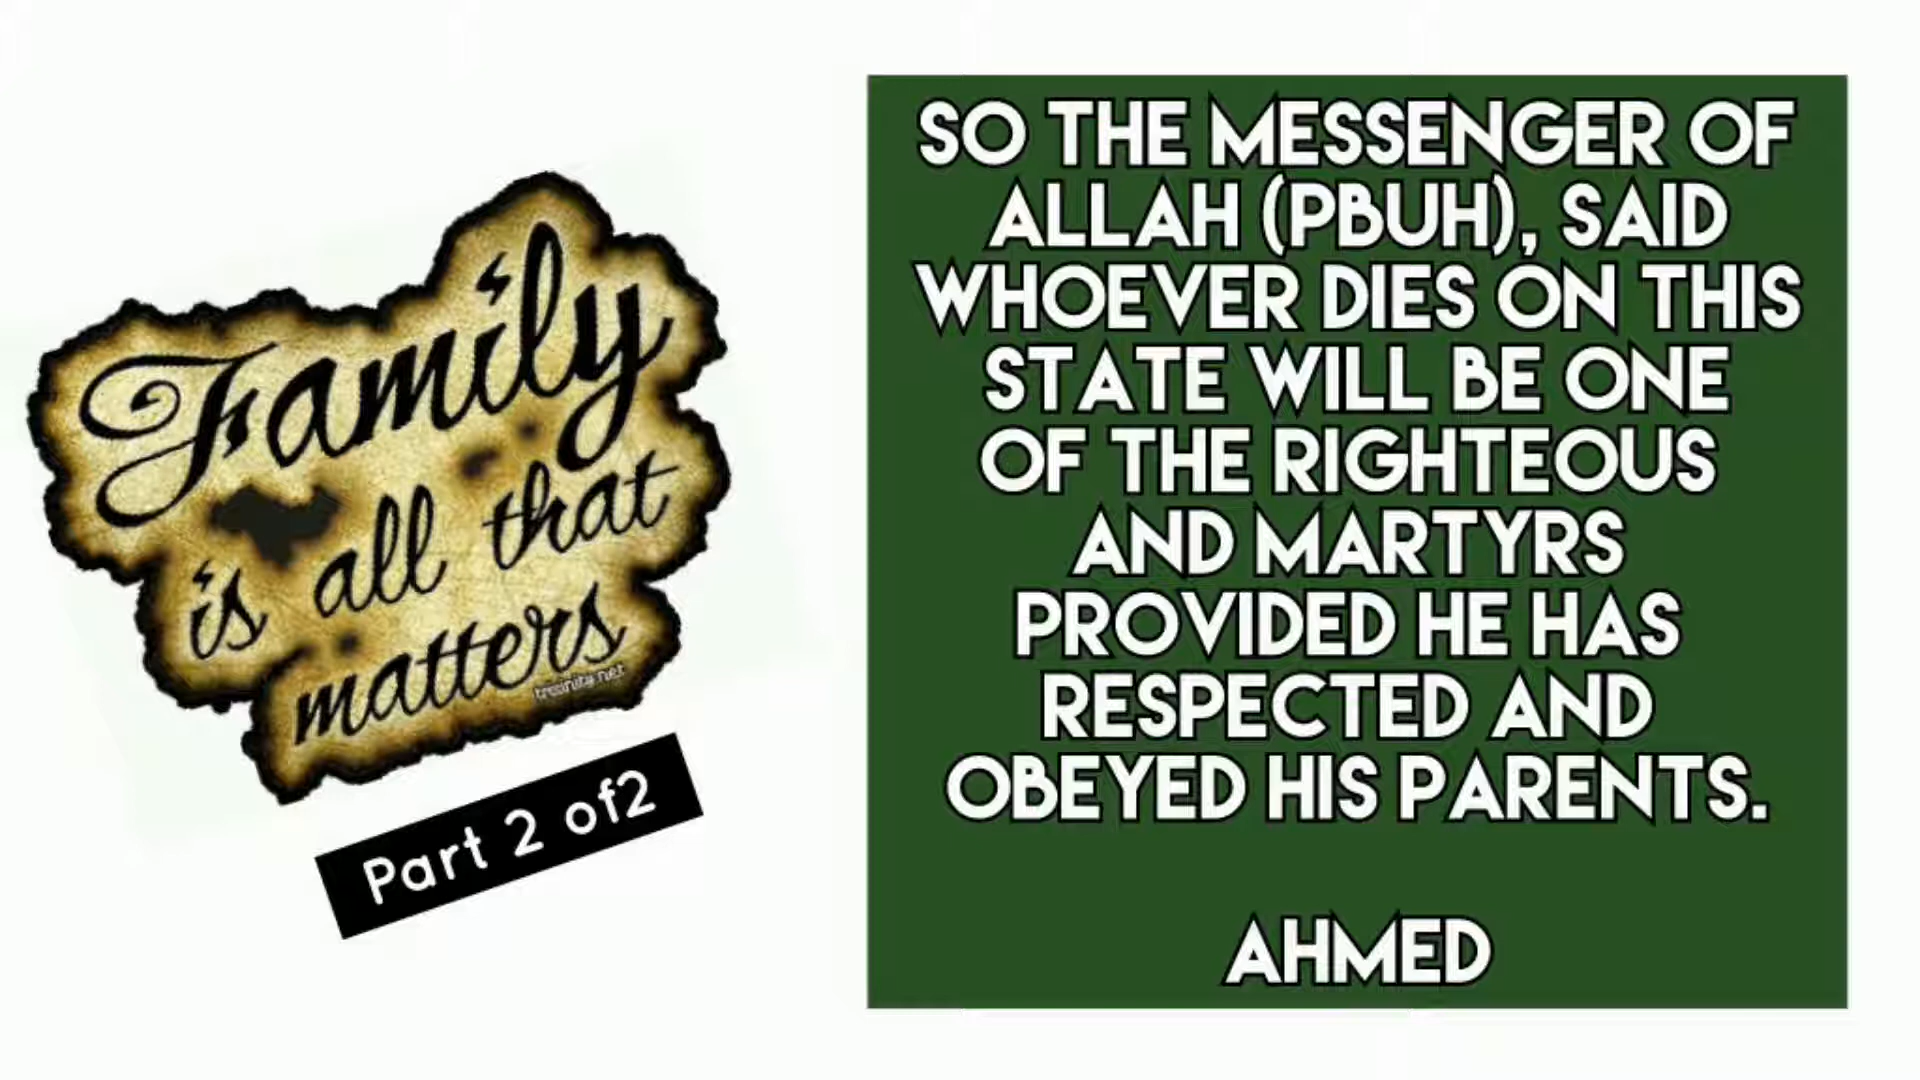 Family
is all that
matters
Part 2 of2
SO THE MESSENGER OF
ALLAH (PBUH), SAID
WHOEVER DIES ON THIS
STATE WILL BE ONE
OF THE RIGHTEOUS
AND MARTYRS
PROVIDED HE HAS
RESPECTED AND
OBEYED HIS PARENTS.
AHMED